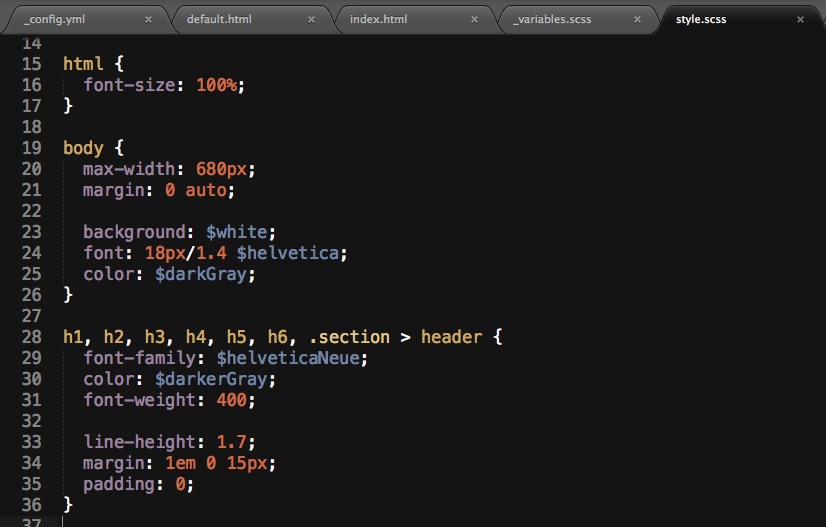 _config.yml × default.html × index.html × _variables.scss × style.scss ×
14
15 html {
16   font-size: 100%;
17 }
18
19 body {
20   max-width: 680px;
21   margin: 0 auto;
22
23   background: $white;
24   font: 18px/1.4 $helvetica;
25   color: $darkGray;
26 }
27
28 h1, h2, h3, h4, h5, h6, .section > header {
29   font-family: $helveticaNeue;
30   color: $darkerGray;
31   font-weight: 400;
32
33   line-height: 1.7;
34   margin: 1em 0 15px;
35   padding: 0;
36 }
37